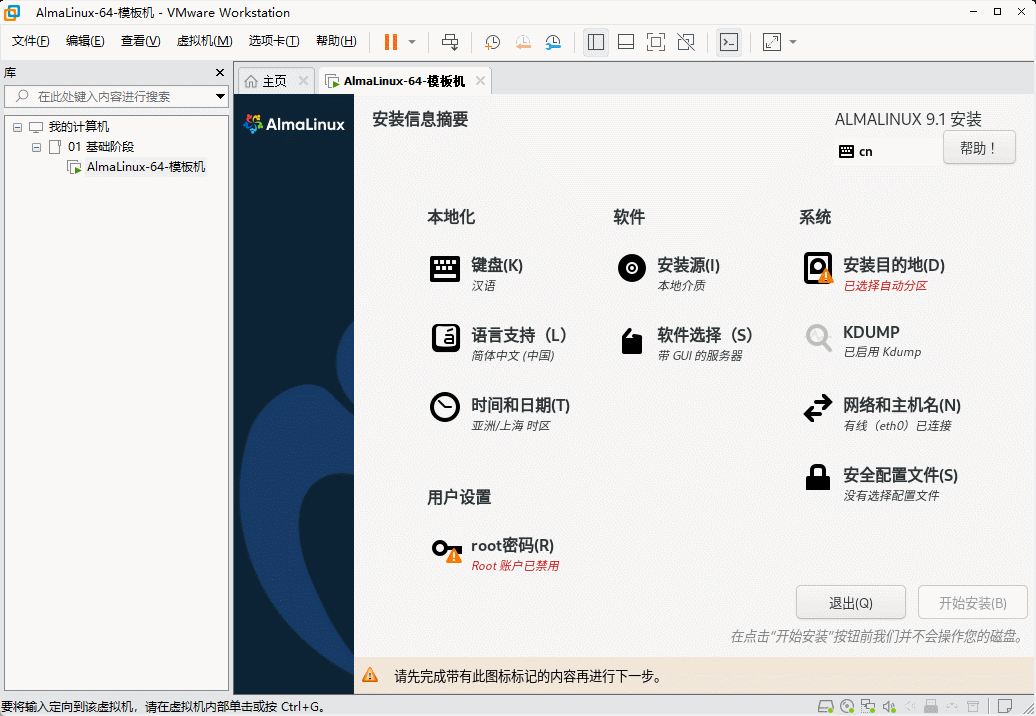 AlmaLinux-64-模板机 - VMware Workstation
文件(F) 编辑(E) 查看(V) 虚拟机(M) 选项卡(T) 帮助(H)
库
在此处键入内容进行搜索
我的计算机
01 基础阶段
AlmaLinux-64-模板机
主页
AlmaLinux-64-模板机
AlmaLinux
安装信息摘要
ALMALINUX 9.1 安装
cn
帮助！
本地化
键盘(K)
汉语
语言支持（L）
简体中文 (中国)
时间和日期(T)
亚洲/上海 时区
软件
安装源(I)
本地介质
软件选择（S）
带 GUI 的服务器
系统
安装目的地(D)
已选择自动分区
KDUMP
已启用 Kdump
网络和主机名(N)
有线（eth0）已连接
安全配置文件(S)
没有选择配置文件
用户设置
root密码(R)
Root 账户已禁用
退出(Q)
开始安装(B)
在点击“开始安装”按钮前我们并不会操作您的磁盘。
请先完成带有此图标标记的内容再进行下一步。
要将输入定向到该虚拟机，请在虚拟机内部单击或按 Ctrl+G。